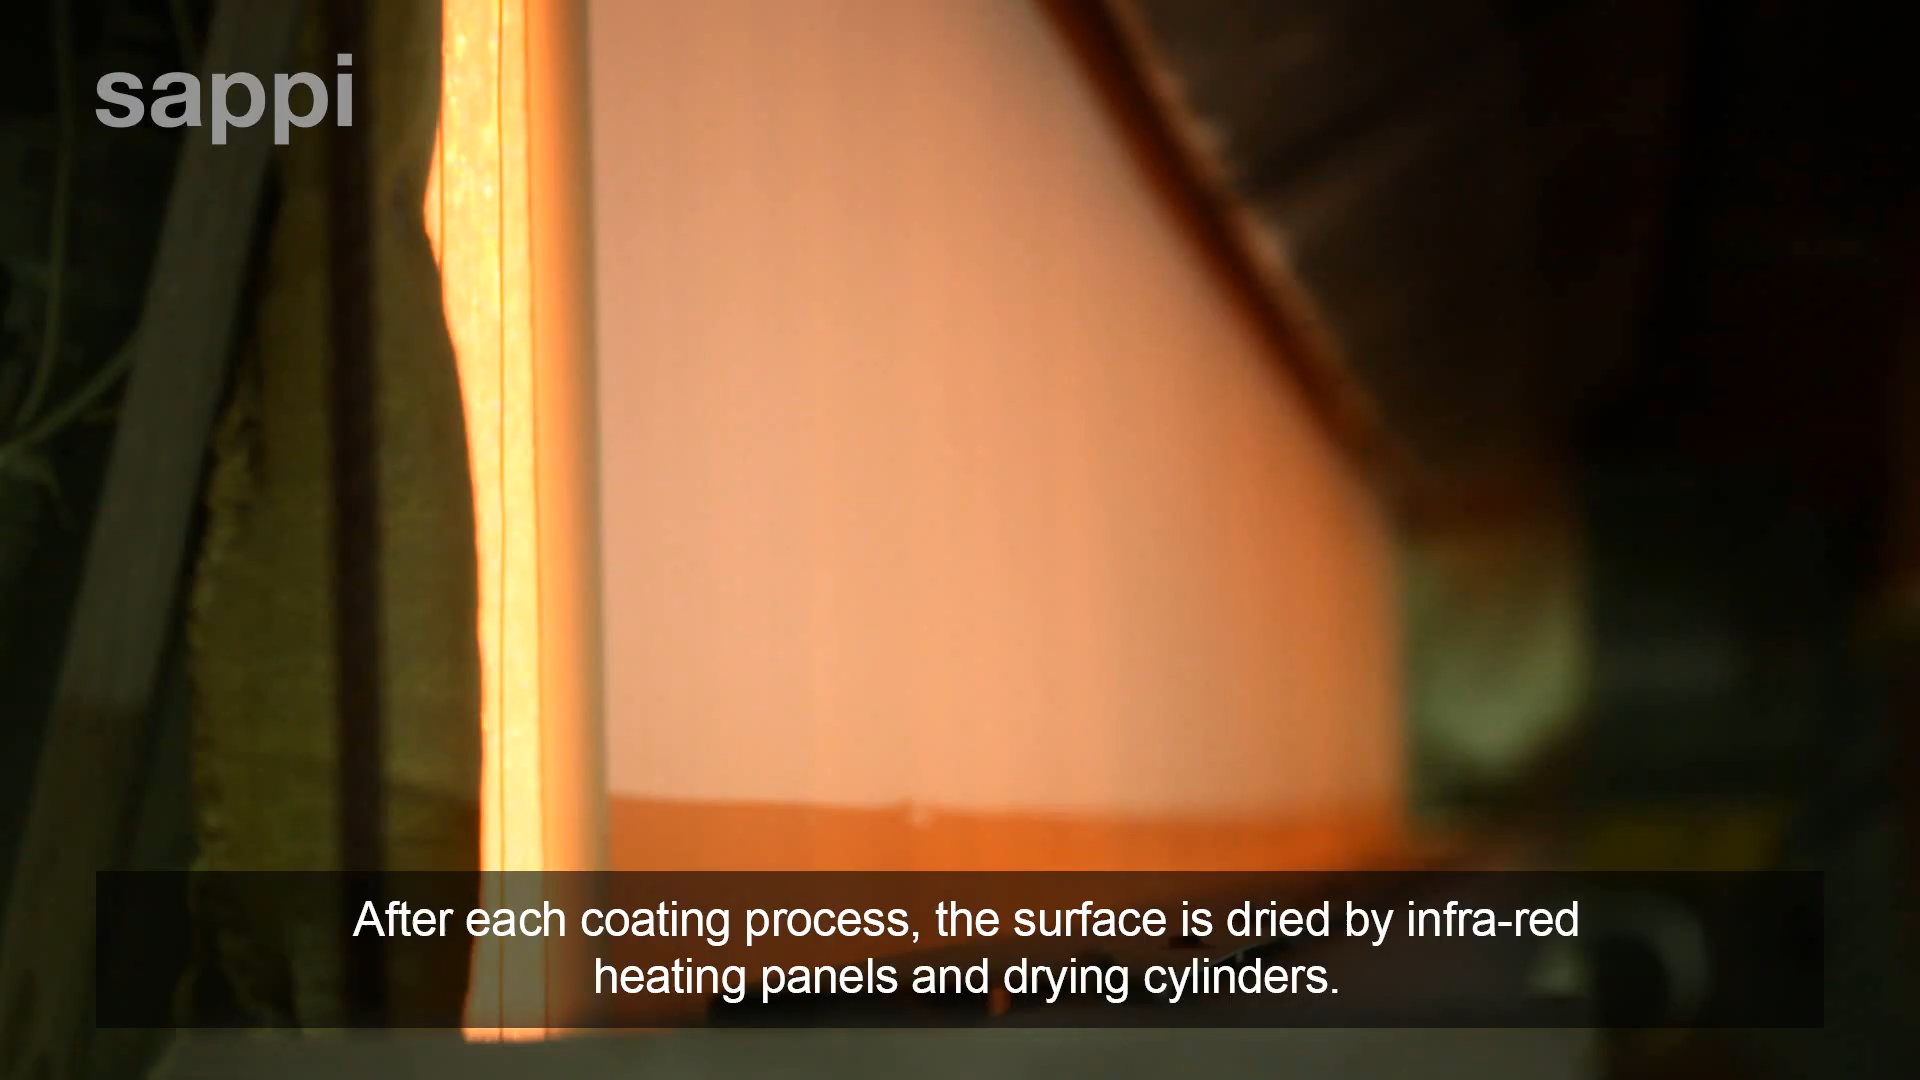 sappi
After each coating process, the surface is dried by infra-red
heating panels and drying cylinders.